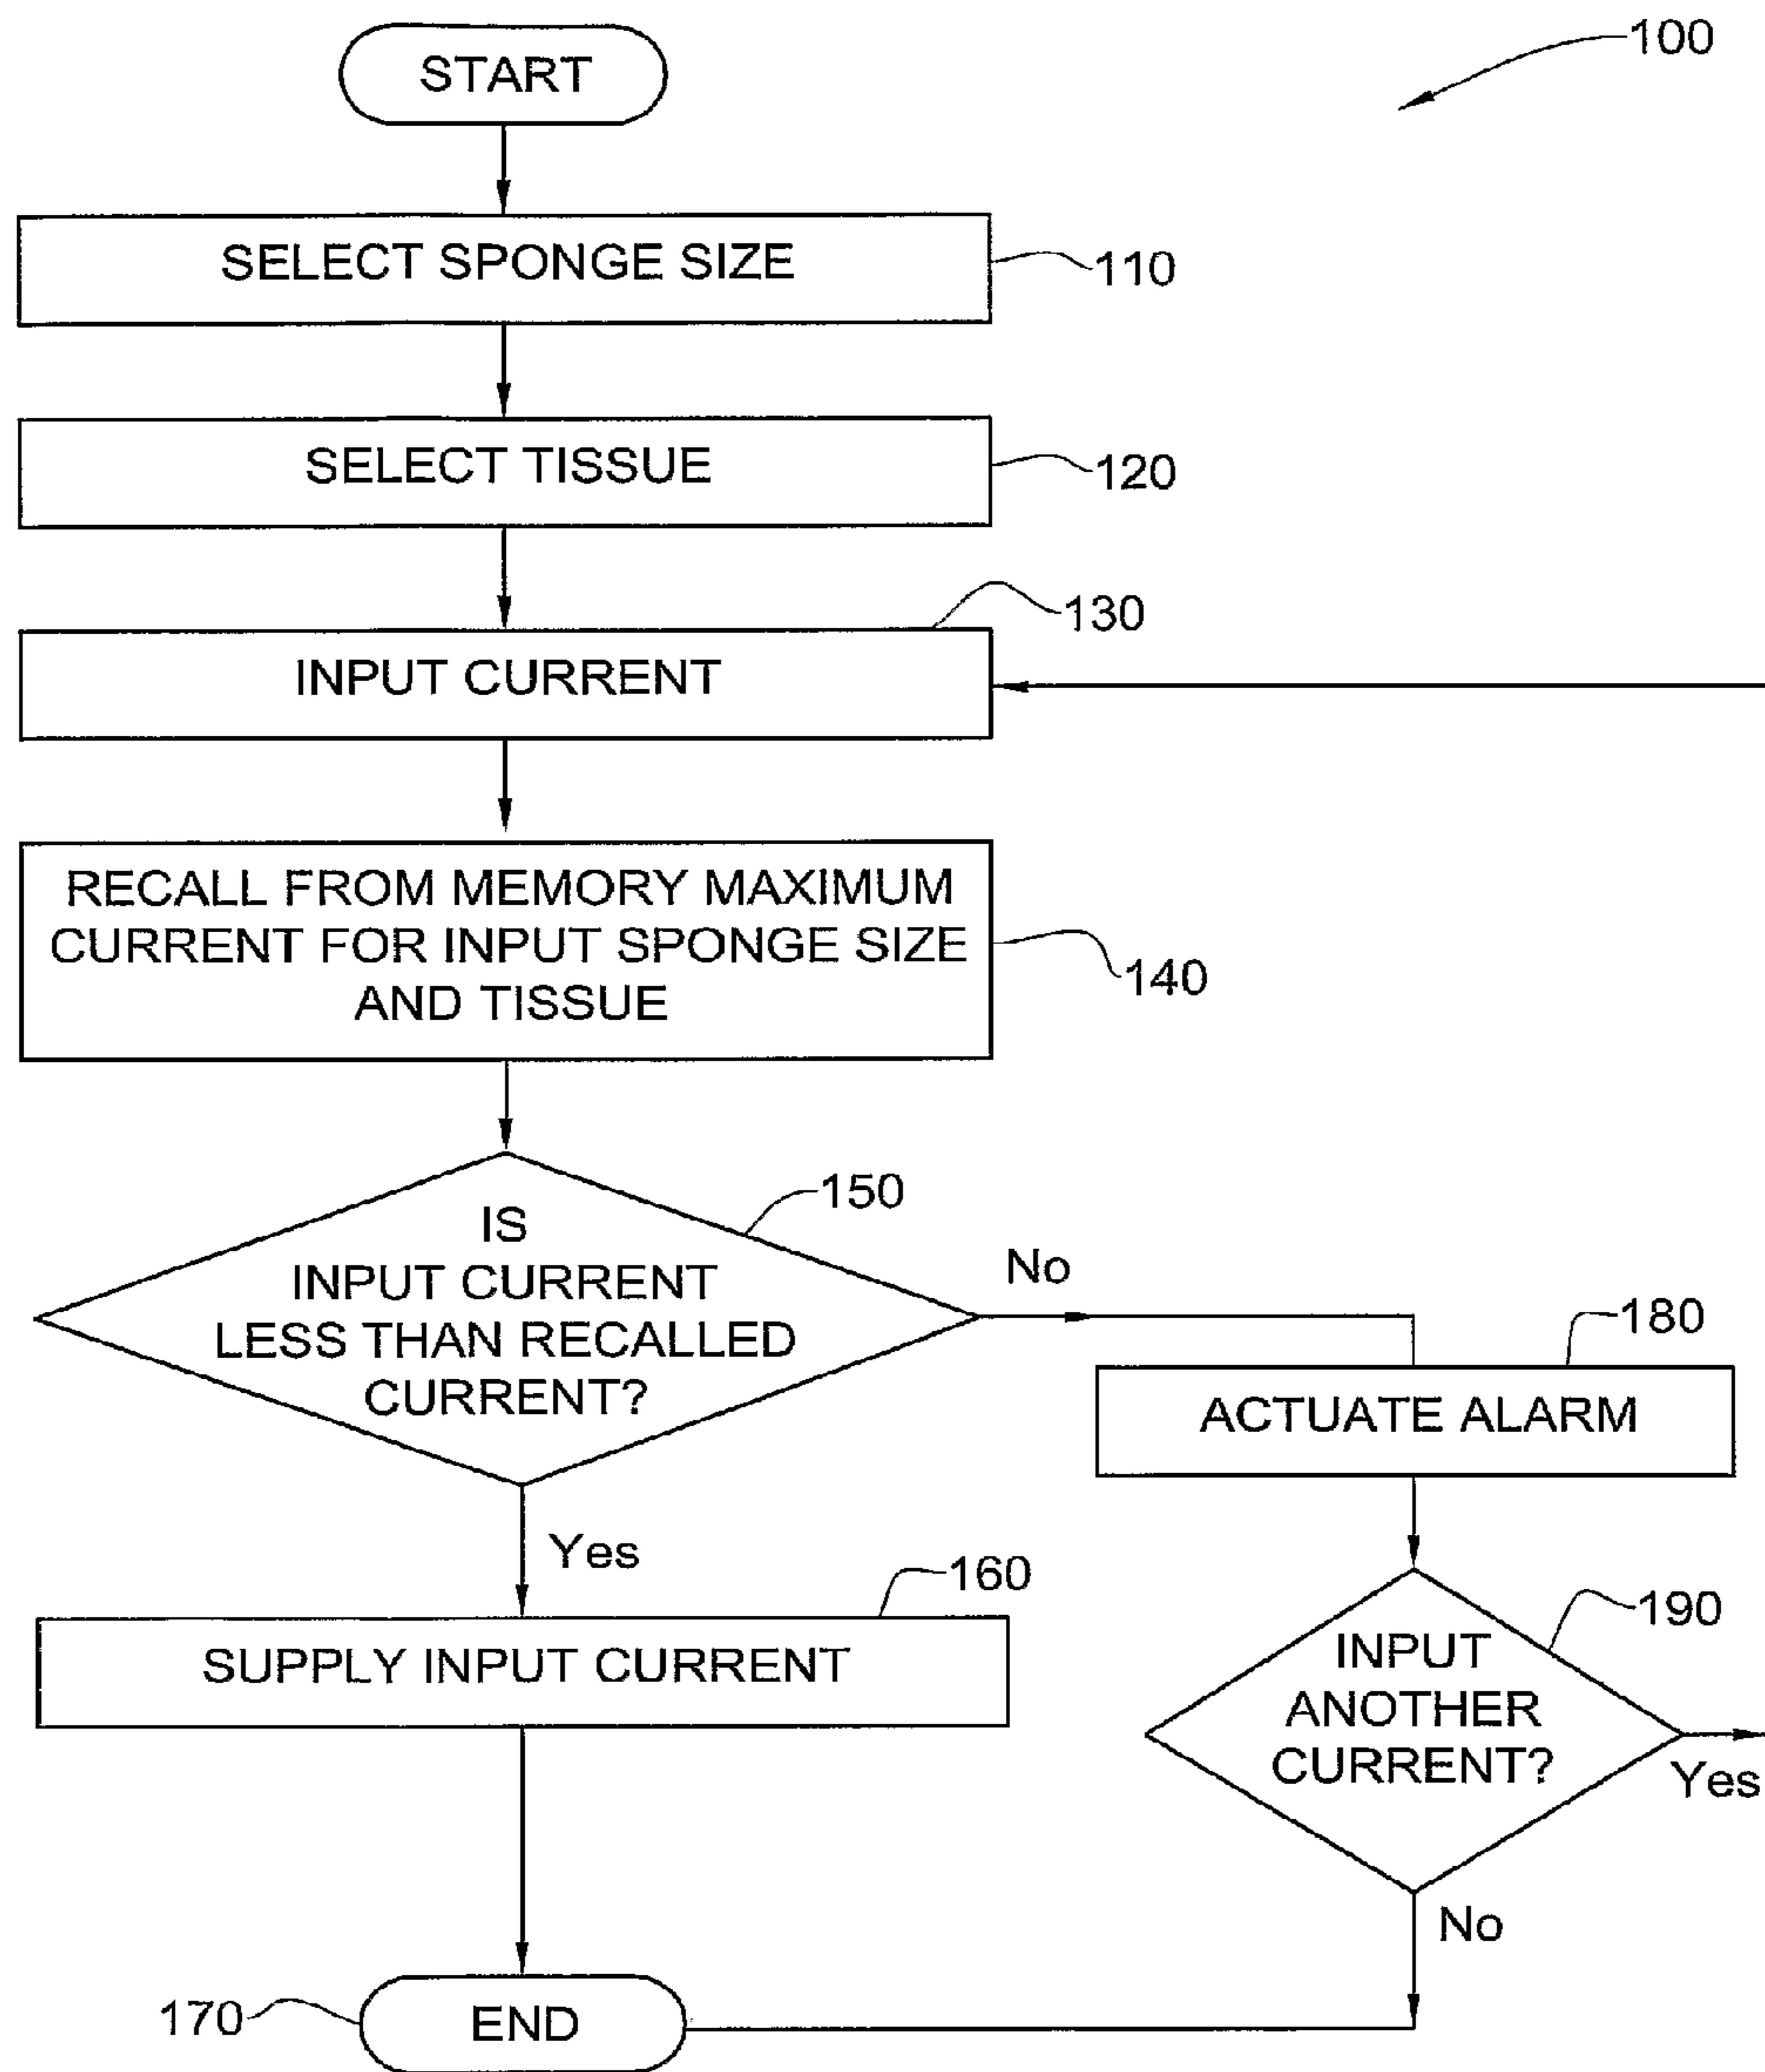 START
100
SELECT SPONGE SIZE
110
SELECT TISSUE
120
130
INPUT CURRENT
RECALL FROM MEMORY MAXIMUM
CURRENT FOR INPUT SPONGE SIZE
AND TISSUE
140
150
IS
INPUT CURRENT
LESS THAN RECALLED
CURRENT?
No
180
ACTUATE ALARM
Yes
160
SUPPLY INPUT CURRENT
190
INPUT
ANOTHER
CURRENT?
Yes
No
170
END